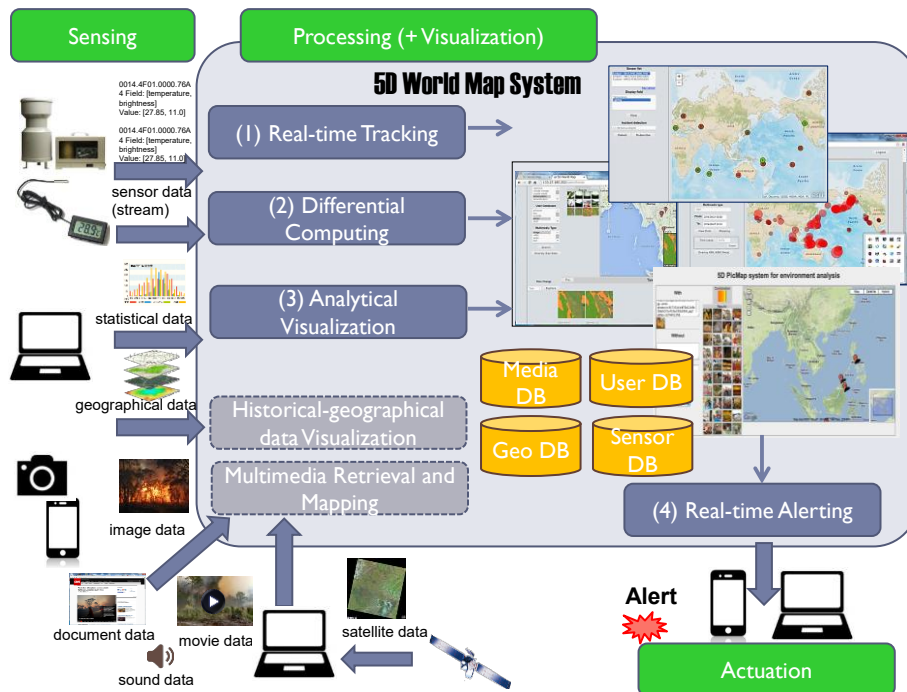 Sensing
Processing (+ Visualization)
5D World Map System
0014.4F01.0000.76A
4 Field: [temperature,
brightness]
Value: [27.85, 11.0]
0014.4F01.0000.76A
4 Field: [temperature,
brightness]
Value: [27.85, 11.0]
sensor data
(stream)
(1) Real-time Tracking
(2) Differential
Computing
statistical data
(3) Analytical
Visualization
geographical data
Historical-geographical
data Visualization
Multimedia Retrieval and
Mapping
5D PicMap system for environment analysis
Media
DB
User DB
Geo DB
Sensor
DB
(4) Real-time Alerting
image data
document data
movie data
sound data
satellite data
Alert
Actuation